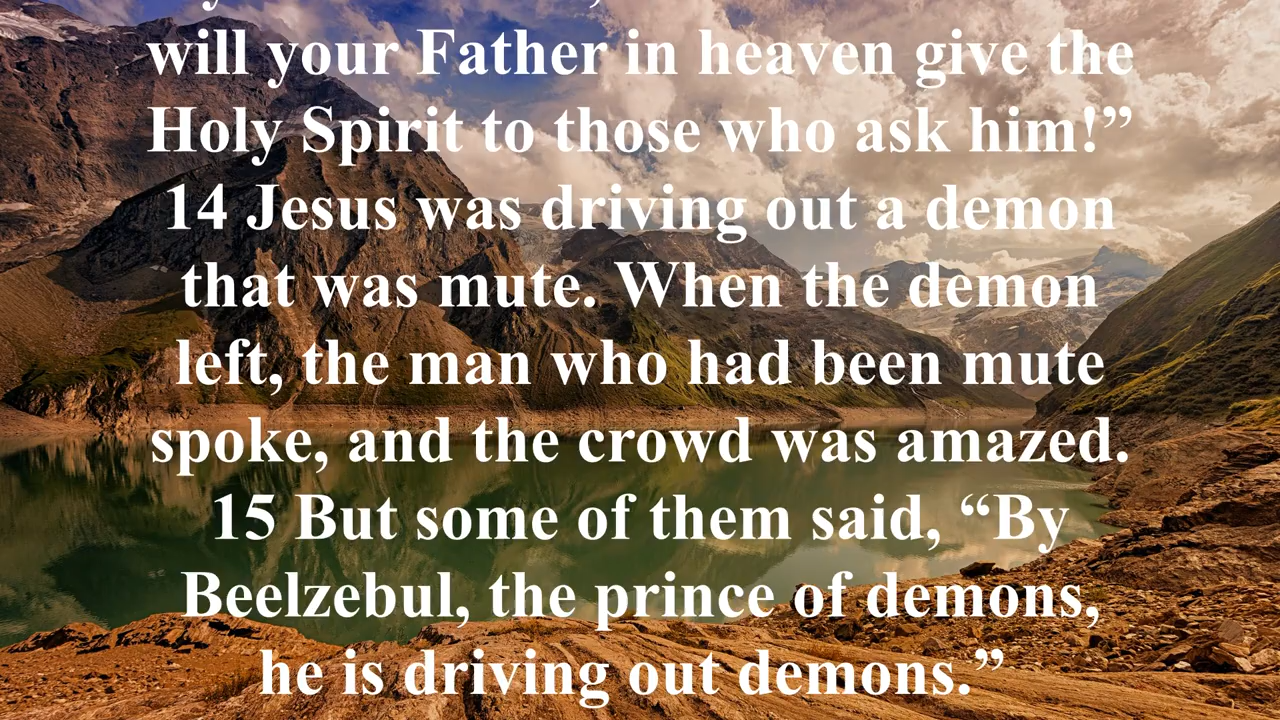 will your Father in heaven give the
Holy Spirit to those who ask him!”
14 Jesus was driving out a demon
that was mute. When the demon
left, the man who had been mute
spoke, and the crowd was amazed.
15 But some of them said, “By
Beelzebul, the prince of demons,
he is driving out demons.”